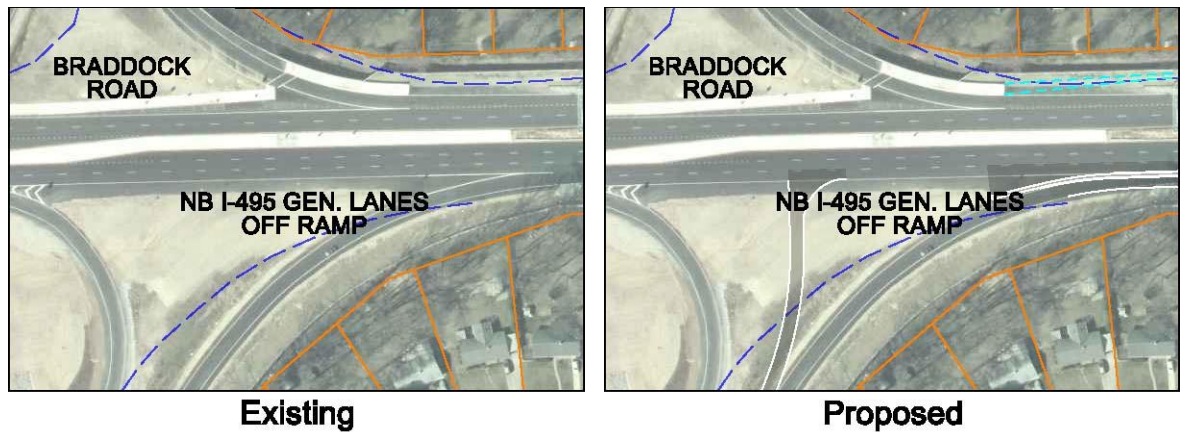 BRADDOCK
ROAD
NB I-495 GEN. LANES
OFF RAMP
Existing
BRADDOCK
ROAD
NB I-495 GEN. LANES
OFF RAMP
Proposed